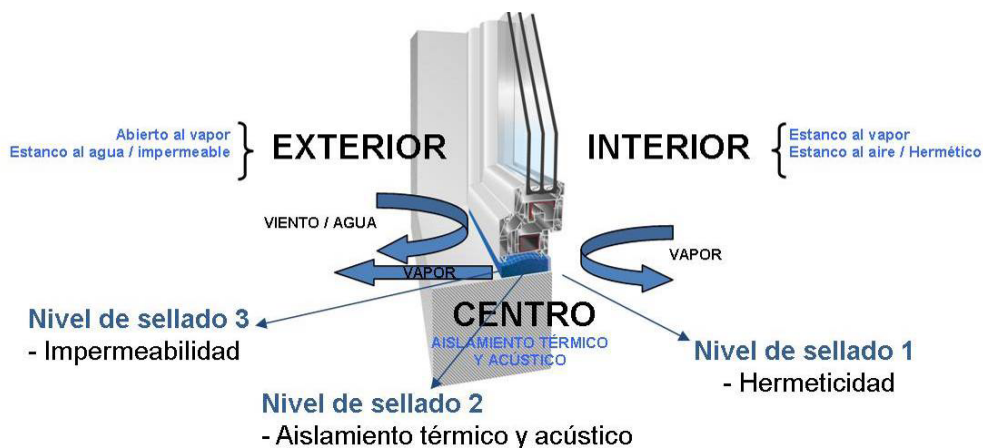 Abierto al vapor
Estanco al agua / impermeable
EXTERIOR
INTERIOR
Estanco al vapor
Estanco al aire / Hermético
VIENTO / AGUA
VAPOR
VAPOR
CENTRO
AISLAMIENTO TÉRMICO
Y ACÚSTICO
Nivel de sellado 3
- Impermeabilidad
Nivel de sellado 1
- Hermeticidad
Nivel de sellado 2
- Aislamiento térmico y acústico